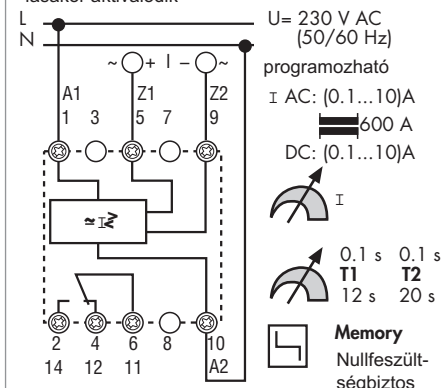 L
N
U= 230 V AC
(50/60 Hz)
~ + I – ~
programozható
I AC: (0.1...10)A
600 A
DC: (0.1...10)A
A1 Z1 Z2
1 3 5 7 9
I
0.1 s 0.1 s
T1 T2
12 s 20 s
2 4 6 8 10
14 12 11 A2
Memory
Nullfeszült-
ségbiztos